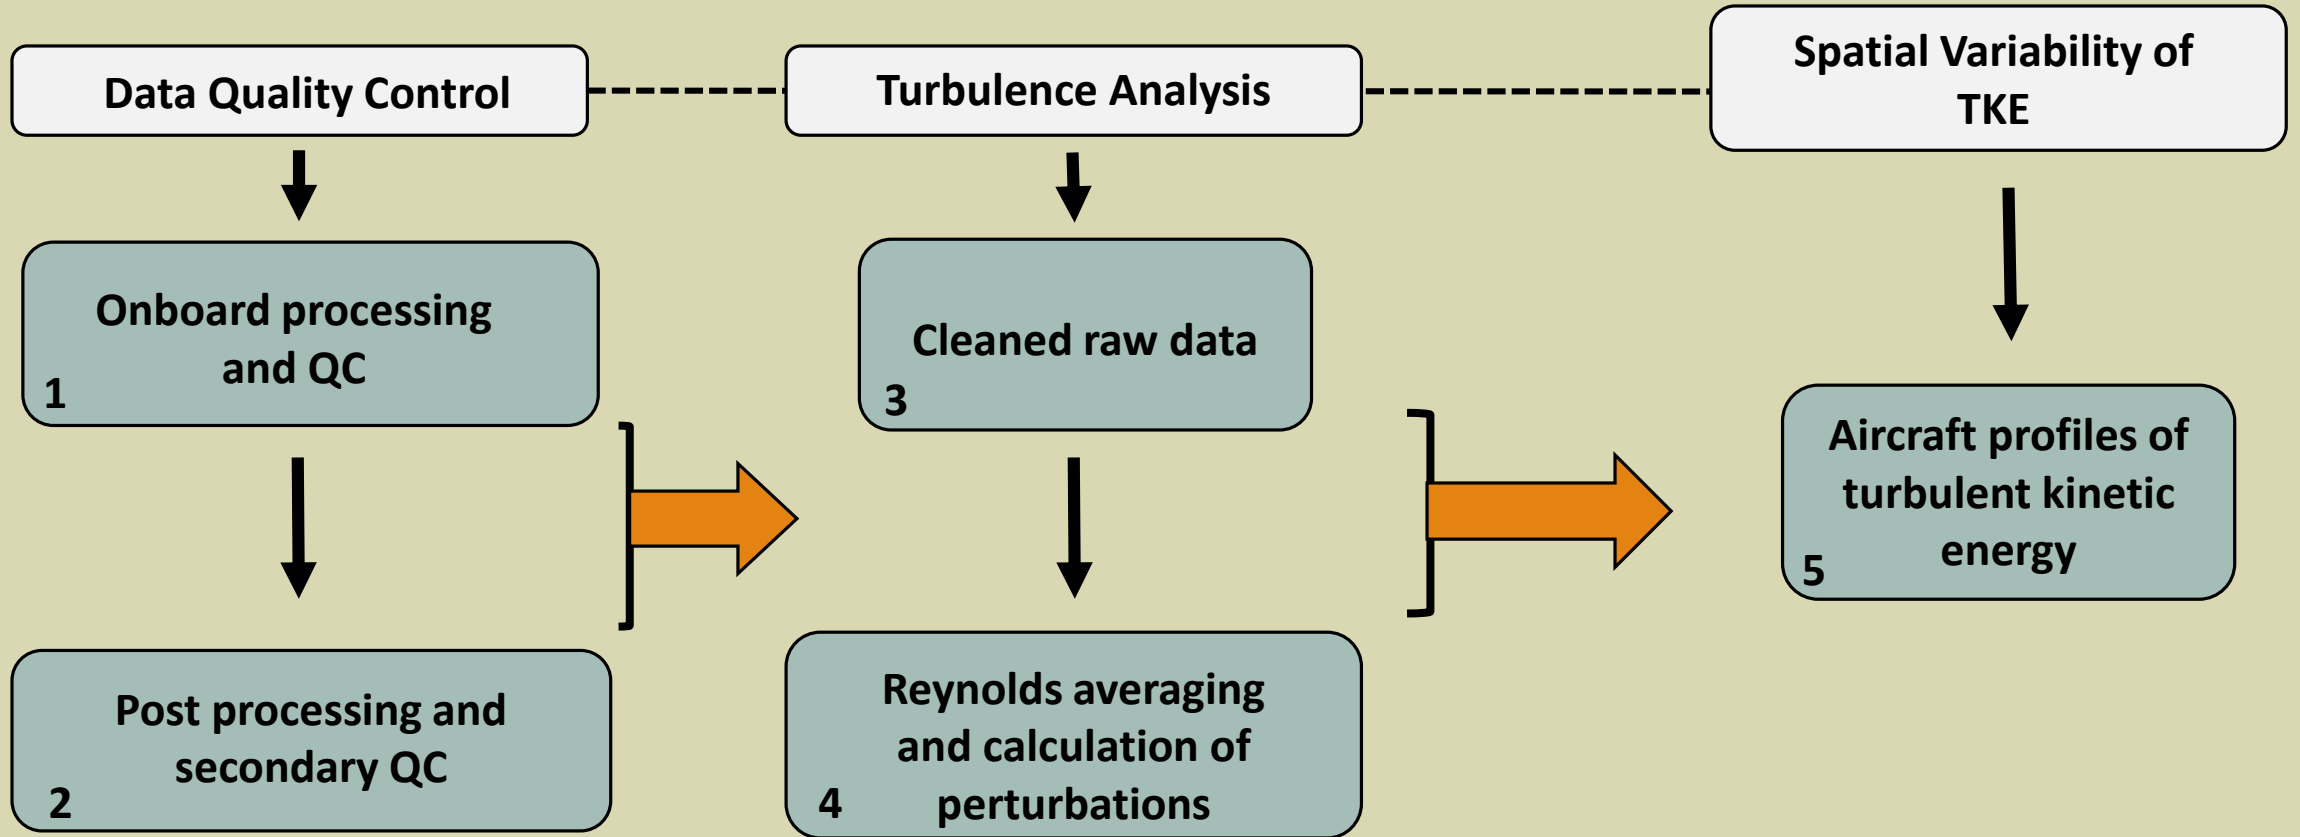 Data Quality Control
Turbulence Analysis
Spatial Variability of
TKE
Onboard processing
and QC
1
Cleaned raw data
3
Aircraft profiles of
turbulent kinetic
energy
5
Post processing and
secondary QC
2
Reynolds averaging
and calculation of
perturbations
4